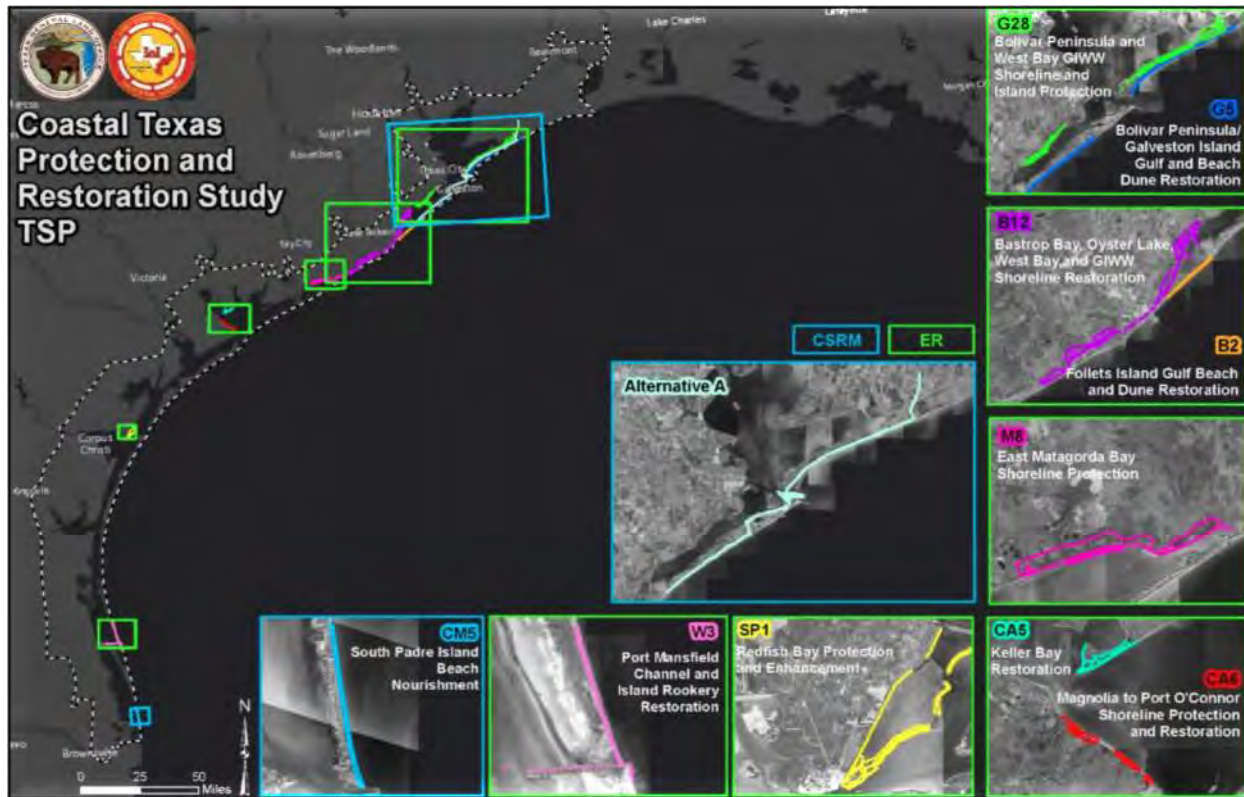 Coastal Texas
Protection and
Restoration Study
TSP
Lake Charles
Lafayette
The Woodlands
Beaumont
Houston
Sugar Land
Rosenberg
Texas City
Galveston
Bay City
Victoria
Corpus
Christi
Brownsville
N
0 25 50
Miles
CSRM
ER
Alternative A
G28
Bolivar Peninsula and
West Bay GIWW
Shoreline and
Island Protection
G5
Bolivar Peninsula/
Galveston Island
Gulf and Beach
Dune Restoration
B12
Bastrop Bay, Oyster Lake,
West Bay,and GIWW
Shoreline Restoration
B2
Follets Island Gulf Beach
and Dune Restoration
M8
East Matagorda Bay
Shoreline Protection
CA5
Keller Bay
Restoration
CA6
Magnolia to Port O'Connor
Shoreline Protection
and Restoration
CM5
South Padre Island
Beach
Nourishment
W3
Port Mansfield
Channel and
Island Rookery
Restoration
SP1
Redfish Bay Protection
and Enhancement